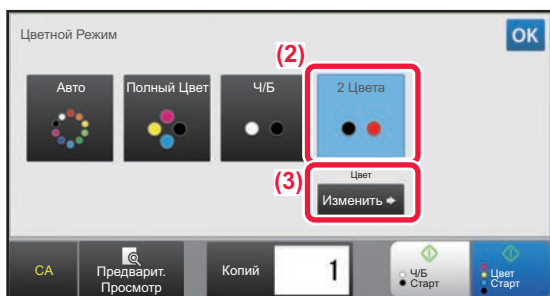 Цветной Режим
OK
(2)
Авто
Полный Цвет
Ч/Б
2 Цвета
(3)
Цвет
Изменить
CA
Предварит.
Просмотр
Копий
1
Ч/Б
Старт
Цвет
Старт